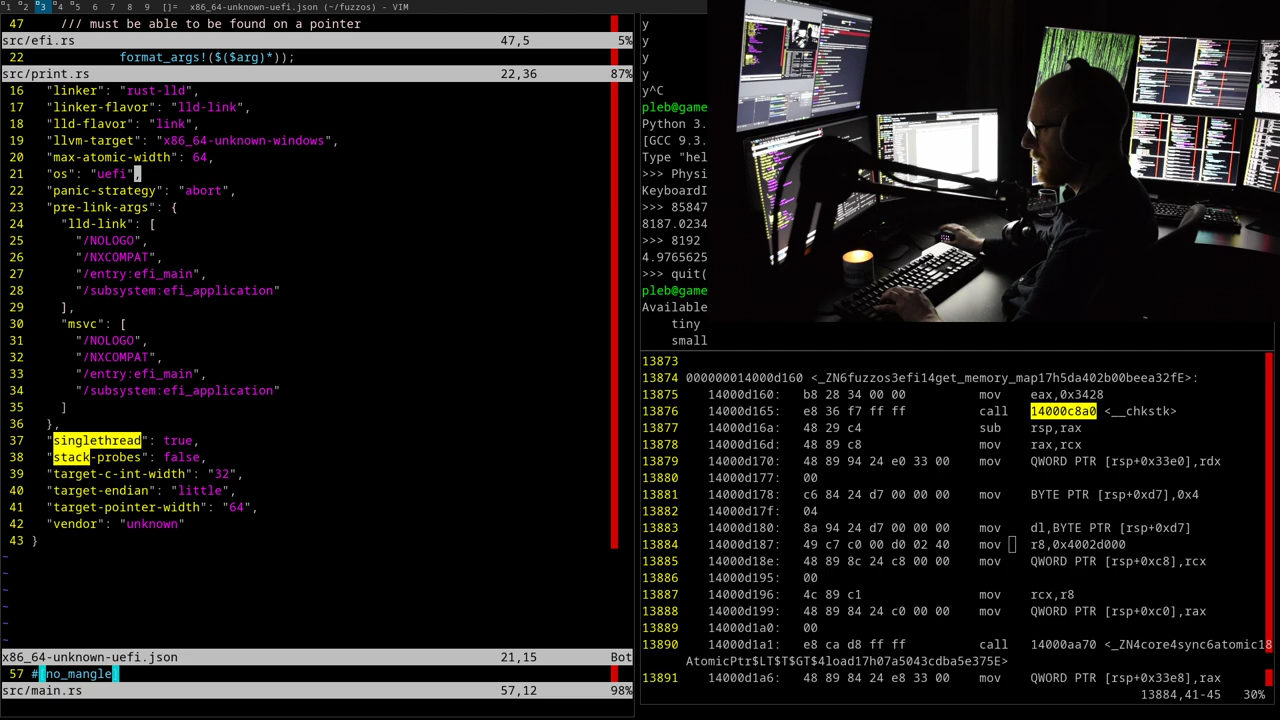 1 2 3 4 5 6 7 8 9 []= x86_64-unknown-uefi.json (~/fuzzos) - VIM
47 /// must be able to be found on a pointer
src/efi.rs 47,5 5%
22 format_args!($($arg)*));
src/print.rs 22,36 87%
16 "linker": "rust-lld",
17 "linker-flavor": "lld-link",
18 "lld-flavor": "link",
19 "llvm-target": "x86_64-unknown-windows",
20 "max-atomic-width": 64,
21 "os": "uefi",
22 "panic-strategy": "abort",
23 "pre-link-args": {
24 "lld-link": [
25 "/NOLOGO",
26 "/NXCOMPAT",
27 "/entry:efi_main",
28 "/subsystem:efi_application"
29 ],
30 "msvc": [
31 "/NOLOGO",
32 "/NXCOMPAT",
33 "/entry:efi_main",
34 "/subsystem:efi_application"
35 ]
36 },
37 "singlethread": true,
38 "stack-probes": false,
39 "target-c-int-width": "32",
40 "target-endian": "little",
41 "target-pointer-width": "64",
42 "vendor": "unknown"
43 }
~
~
~
~
~
~
x86_64-unknown-uefi.json 21,15 Bot
57 #[no_mangle]
src/main.rs 57,12 98%
y
y
y
y
y^C
pleb@game
Python 3.
[GCC 9.3.
Type "hel
>>> Physi
KeyboardI
>>> 85847
8187.0234
>>> 8192
4.9765625
>>> quit(
pleb@game
Available
tiny
small
13873
13874 000000014000d160 <_ZN6fuzzos3efi14get_memory_map17h5da402b00beea32fE>:
13875 14000d160: b8 28 34 00 00 mov eax,0x3428
13876 14000d165: e8 36 f7 ff ff call 14000c8a0 <__chkstk>
13877 14000d16a: 48 29 c4 sub rsp,rax
13878 14000d16d: 48 89 c8 mov rax,rcx
13879 14000d170: 48 89 94 24 e0 33 00 mov QWORD PTR [rsp+0x33e0],rdx
13880 14000d177: 00
13881 14000d178: c6 84 24 d7 00 00 00 mov BYTE PTR [rsp+0xd7],0x4
13882 14000d17f: 04
13883 14000d180: 8a 94 24 d7 00 00 00 mov dl,BYTE PTR [rsp+0xd7]
13884 14000d187: 49 c7 c0 00 d0 02 40 mov r8,0x4002d000
13885 14000d18e: 48 89 8c 24 c8 00 00 mov QWORD PTR [rsp+0xc8],rcx
13886 14000d195: 00
13887 14000d196: 4c 89 c1 mov rcx,r8
13888 14000d199: 48 89 84 24 c0 00 00 mov QWORD PTR [rsp+0xc0],rax
13889 14000d1a0: 00
13890 14000d1a1: e8 ca d8 ff ff call 14000aa70 <_ZN4core4sync6atomic18
AtomicPtr$LT$T$GT$4load17h07a5043cdba5e375E>
13891 14000d1a6: 48 89 84 24 e8 33 00 mov QWORD PTR [rsp+0x33e8],rax
13884,41-45 30%